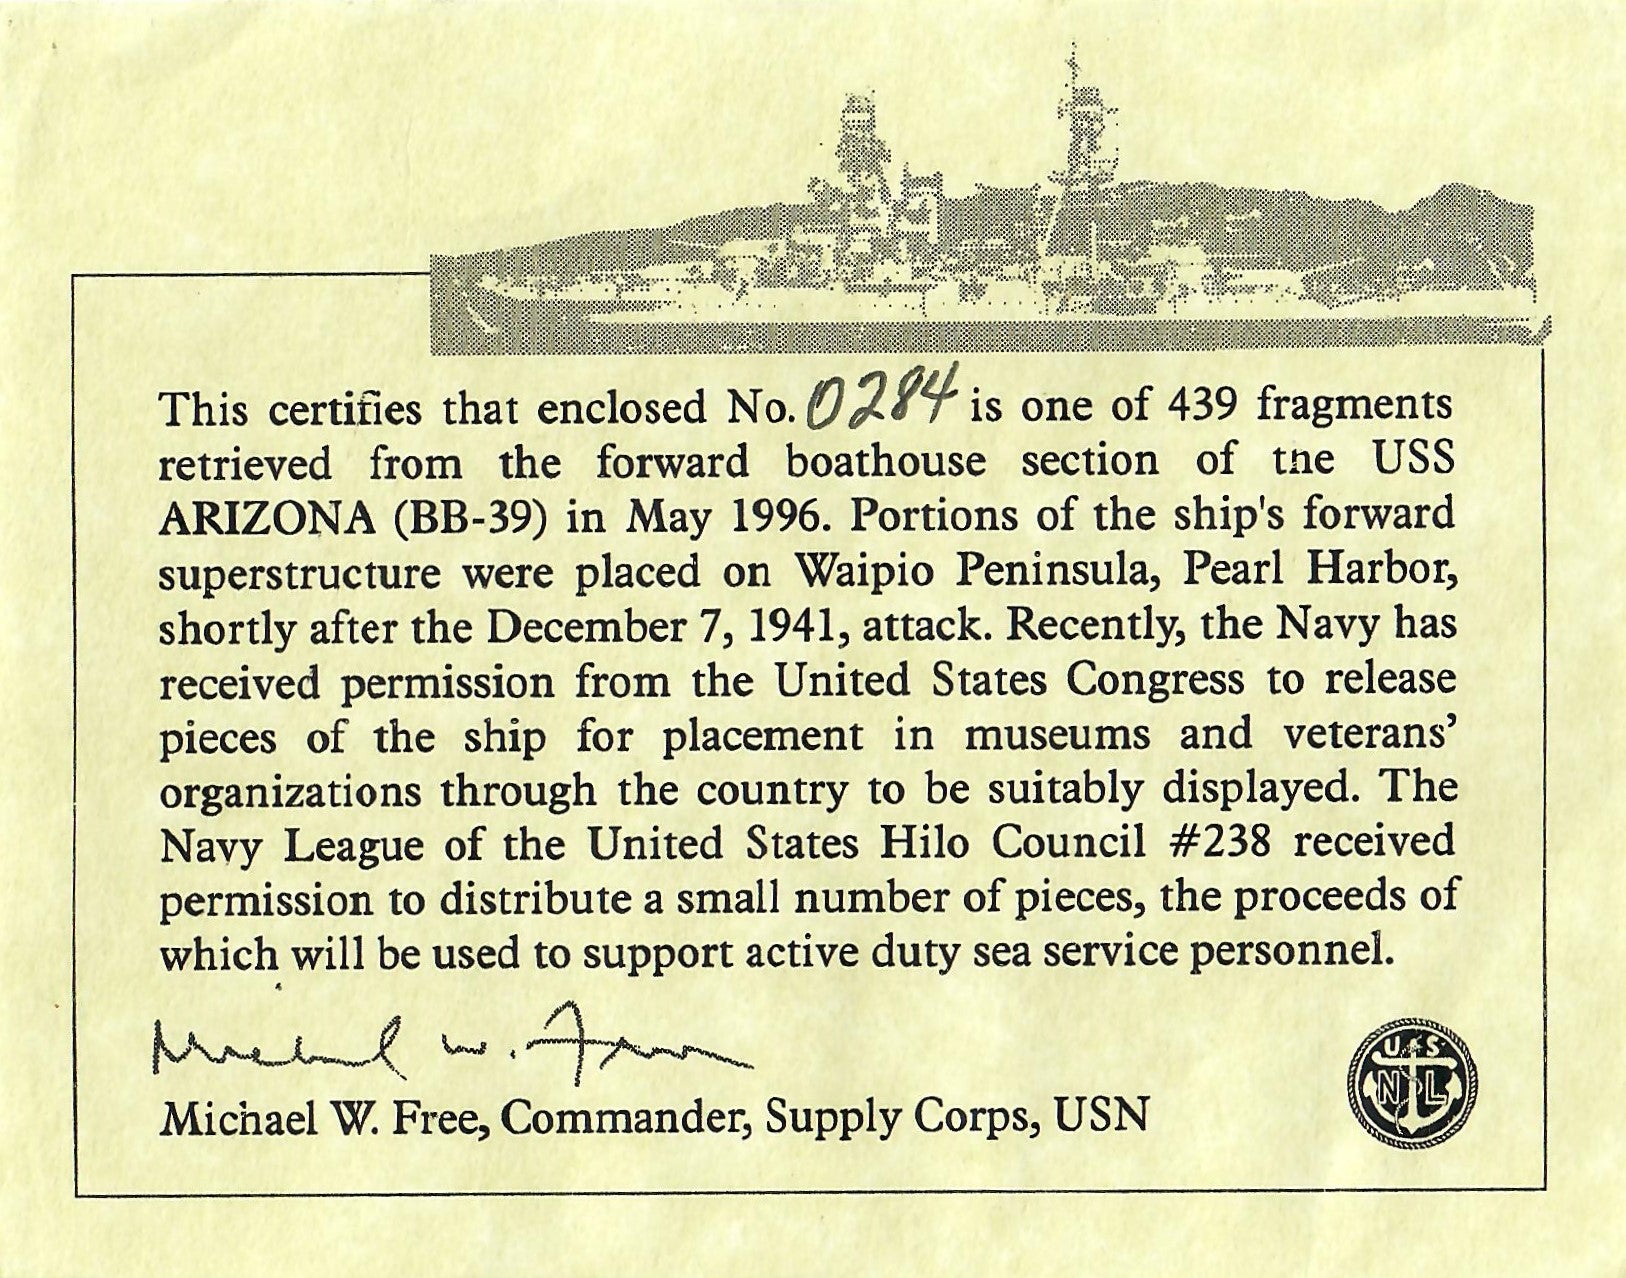 This certifies that enclosed No. 0284 is one of 439 fragments
retrieved from the forward boathouse section of the USS
ARIZONA (BB-39) in May 1996. Portions of the ship's forward
superstructure were placed on Waipio Peninsula, Pearl Harbor,
shortly after the December 7, 1941, attack. Recently, the Navy has
received permission from the United States Congress to release
pieces of the ship for placement in museums and veterans’
organizations through the country to be suitably displayed. The
Navy League of the United States Hilo Council #238 received
permission to distribute a small number of pieces, the proceeds of
which will be used to support active duty sea service personnel.
Michael W. Free
Michael W. Free, Commander, Supply Corps, USN
U S
N L